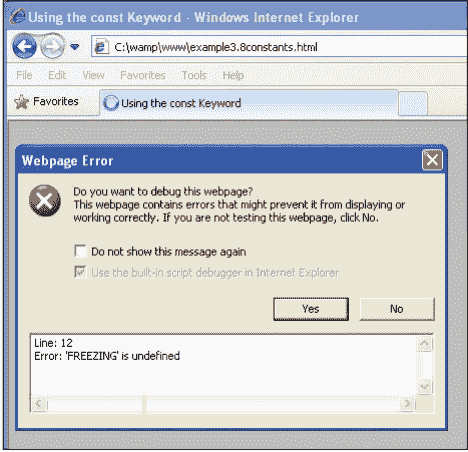 Using the const Keyword - Windows Internet Explorer
C:\wamp\www\example3.8constants.html
File Edit View Favorites Tools Help
Favorites Using the const Keyword
Webpage Error
Do you want to debug this webpage?
This webpage contains errors that might prevent it from displaying or
working correctly. If you are not testing this webpage, click No.
Do not show this message again
Use the built-in script debugger in Internet Explorer
Yes No
Line: 12
Error: 'FREEZING' is undefined